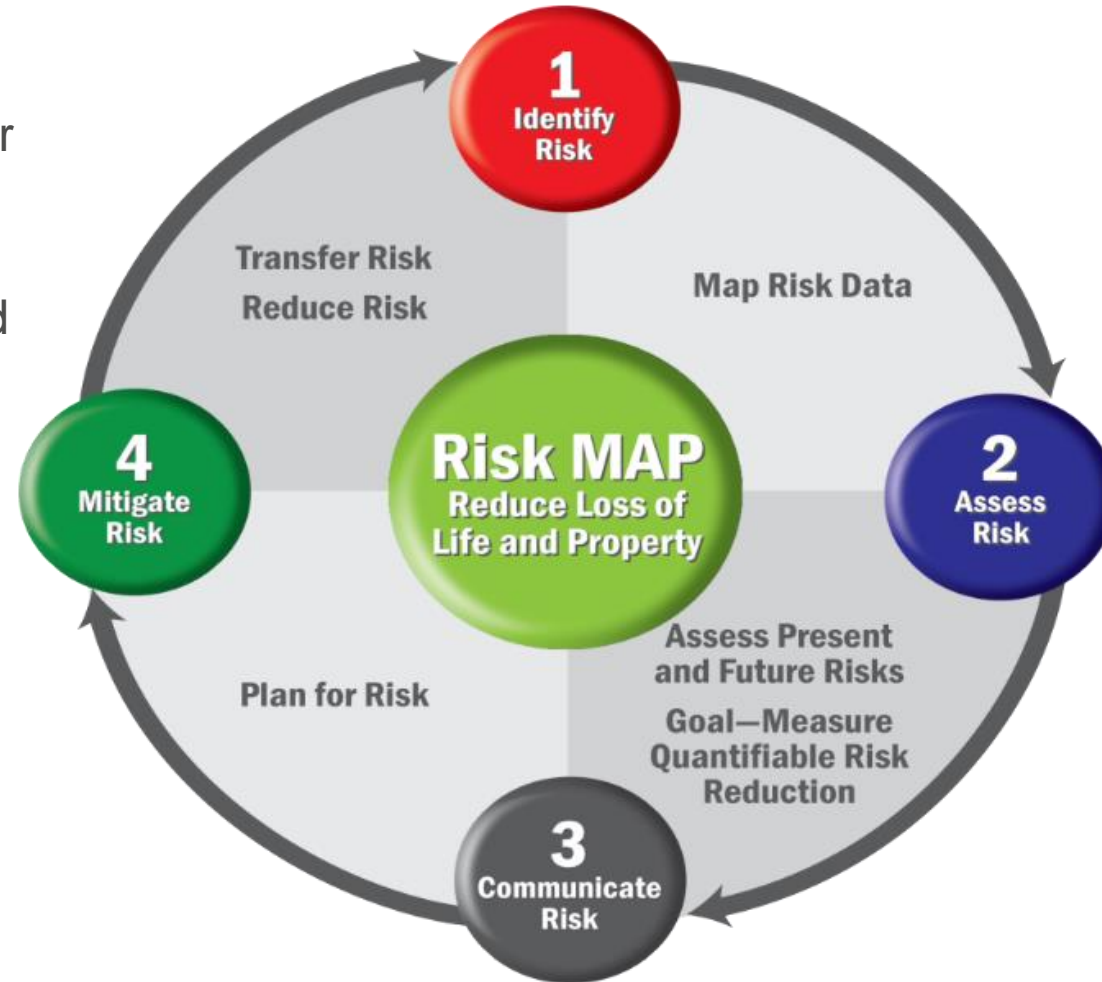 1
Identify
Risk
Transfer Risk
Reduce Risk
Map Risk Data
Risk MAP
Reduce Loss of
Life and Property
4
Mitigate
Risk
2
Assess
Risk
Plan for Risk
Assess Present
and Future Risks
Goal—Measure
Quantifiable Risk
Reduction
3
Communicate
Risk